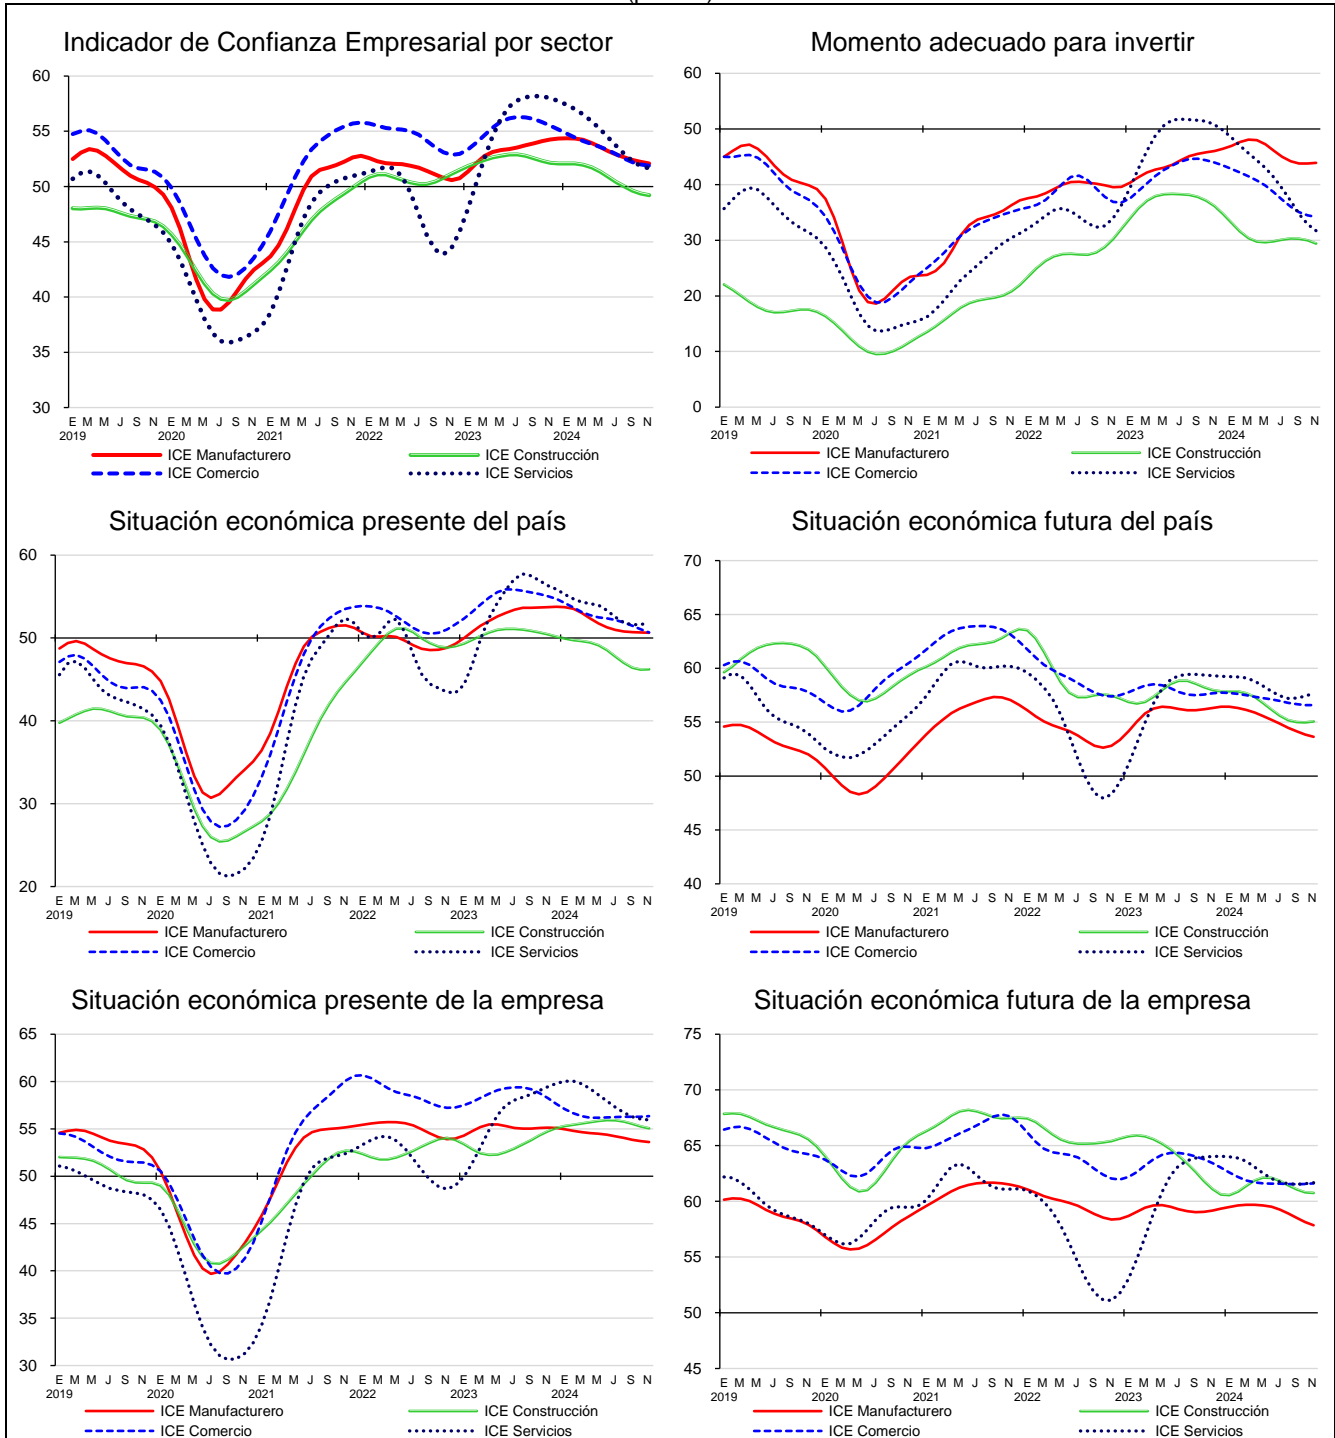 Indicador de Confianza Empresarial por sector
60
55
50
45
40
35
30
E M M J S N E M M J S N E M M J S N E M M J S N E M M J S N E M M J S N
2019 2020 2021 2022 2023 2024
ICE Manufacturero ICE Construcción
ICE Comercio ICE Servicios
Momento adecuado para invertir
60
50
40
30
20
10
0
E M M J S N E M M J S N E M M J S N E M M J S N E M M J S N E M M J S N
2019 2020 2021 2022 2023 2024
ICE Manufacturero ICE Construcción
ICE Comercio ICE Servicios
Situación económica presente del país
60
50
40
30
20
E M M J S N E M M J S N E M M J S N E M M J S N E M M J S N E M M J S N
2019 2020 2021 2022 2023 2024
ICE Manufacturero ICE Construcción
ICE Comercio ICE Servicios
Situación económica futura del país
70
65
60
55
50
45
40
E M M J S N E M M J S N E M M J S N E M M J S N E M M J S N E M M J S N
2019 2020 2021 2022 2023 2024
ICE Manufacturero ICE Construcción
ICE Comercio ICE Servicios
Situación económica presente de la empresa
65
60
55
50
45
40
35
30
E M M J S N E M M J S N E M M J S N E M M J S N E M M J S N E M M J S N
2019 2020 2021 2022 2023 2024
ICE Manufacturero ICE Construcción
ICE Comercio ICE Servicios
Situación económica futura de la empresa
75
70
65
60
55
50
45
E M M J S N E M M J S N E M M J S N E M M J S N E M M J S N E M M J S N
2019 2020 2021 2022 2023 2024
ICE Manufacturero ICE Construcción
ICE Comercio ICE Servicios